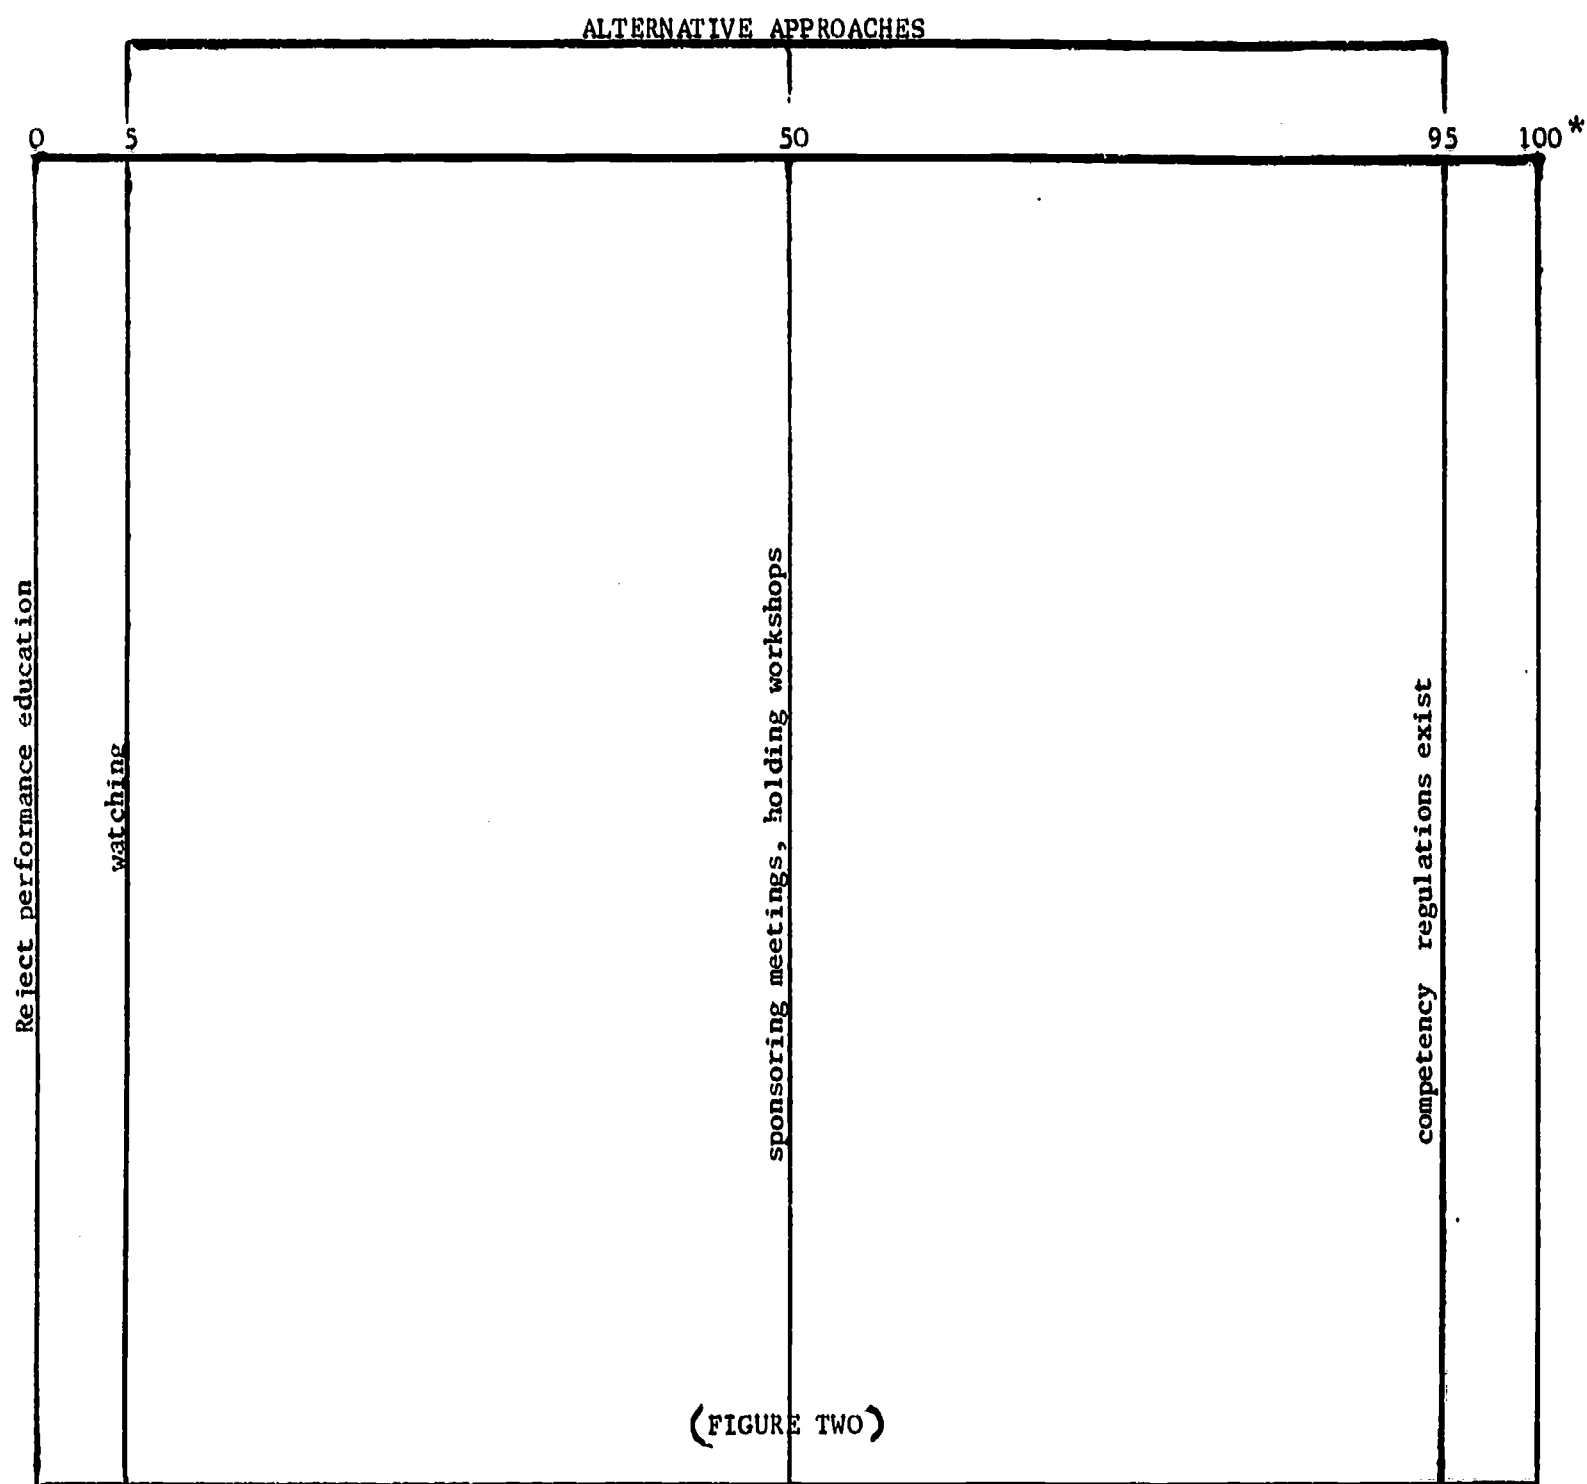 ALTERNATIVE APPROACHES
0 5 50 95 100 *
Reject performance education
watching
sponsoring meetings, holding workshops
competency regulations exist
(FIGURE TWO)